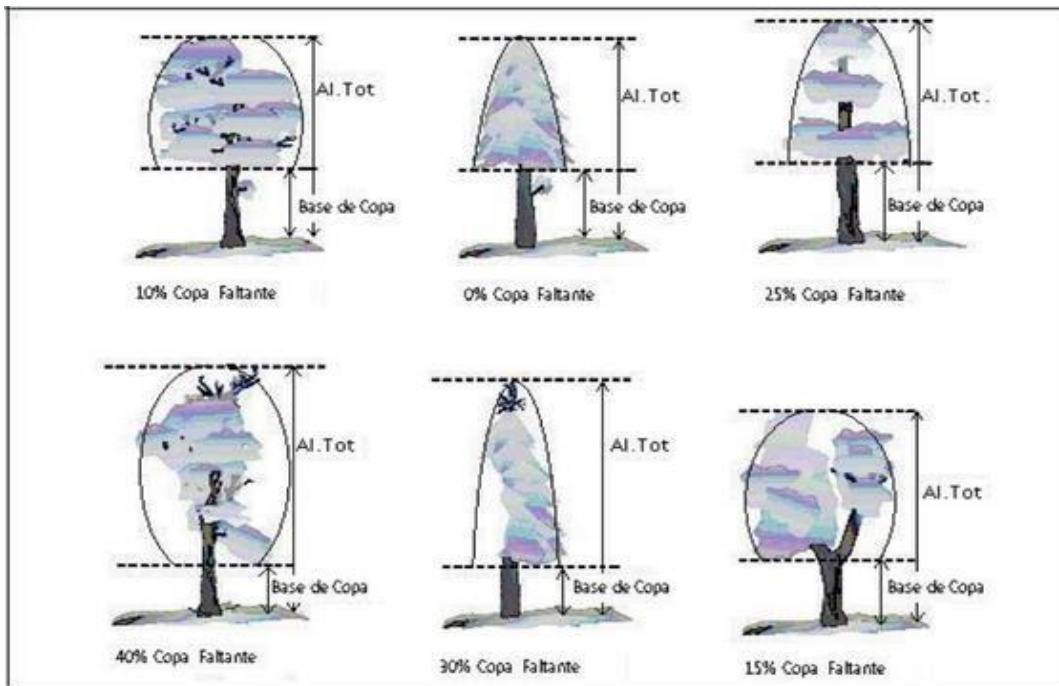 Al.Tot
Base de Copa
10% Copa Faltante
Al.Tot
Base de Copa
0% Copa Faltante
Al.Tot.
Base de Copa
25% Copa Faltante
Al.Tot
Base de Copa
40% Copa Faltante
Al.Tot
Base de Copa
30% Copa Faltante
Al.Tot
Base de Copa
15% Copa Faltante